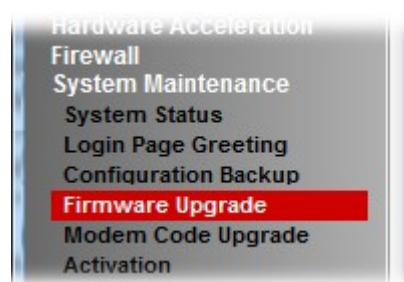 Hardware Acceleration
Firewall
System Maintenance
System Status
Login Page Greeting
Configuration Backup
Firmware Upgrade
Modem Code Upgrade
Activation